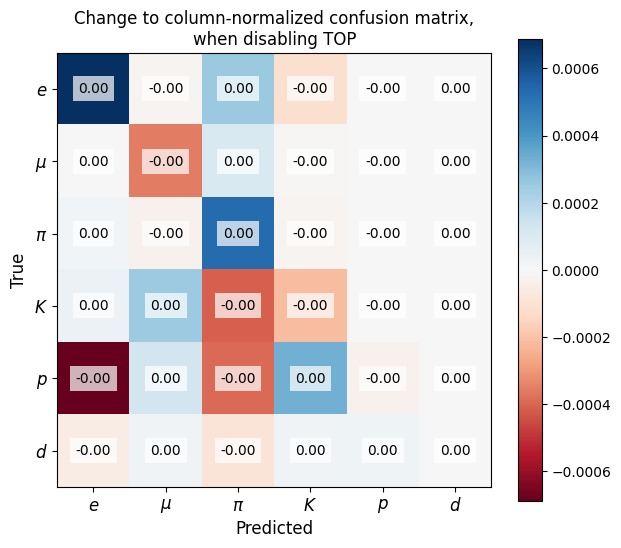 Change to column-normalized confusion matrix,
when disabling TOP
e 0.00 -0.00 0.00 -0.00 -0.00 0.00
μ 0.00 -0.00 0.00 0.00 -0.00 0.00
π 0.00 -0.00 0.00 -0.00 -0.00 0.00
K 0.00 0.00 -0.00 -0.00 -0.00 0.00
p -0.00 0.00 -0.00 0.00 -0.00 0.00
d -0.00 0.00 -0.00 0.00 0.00 0.00
e μ π K p d
Predicted
True
0.0006
0.0004
0.0002
0.0000
−0.0002
−0.0004
−0.0006